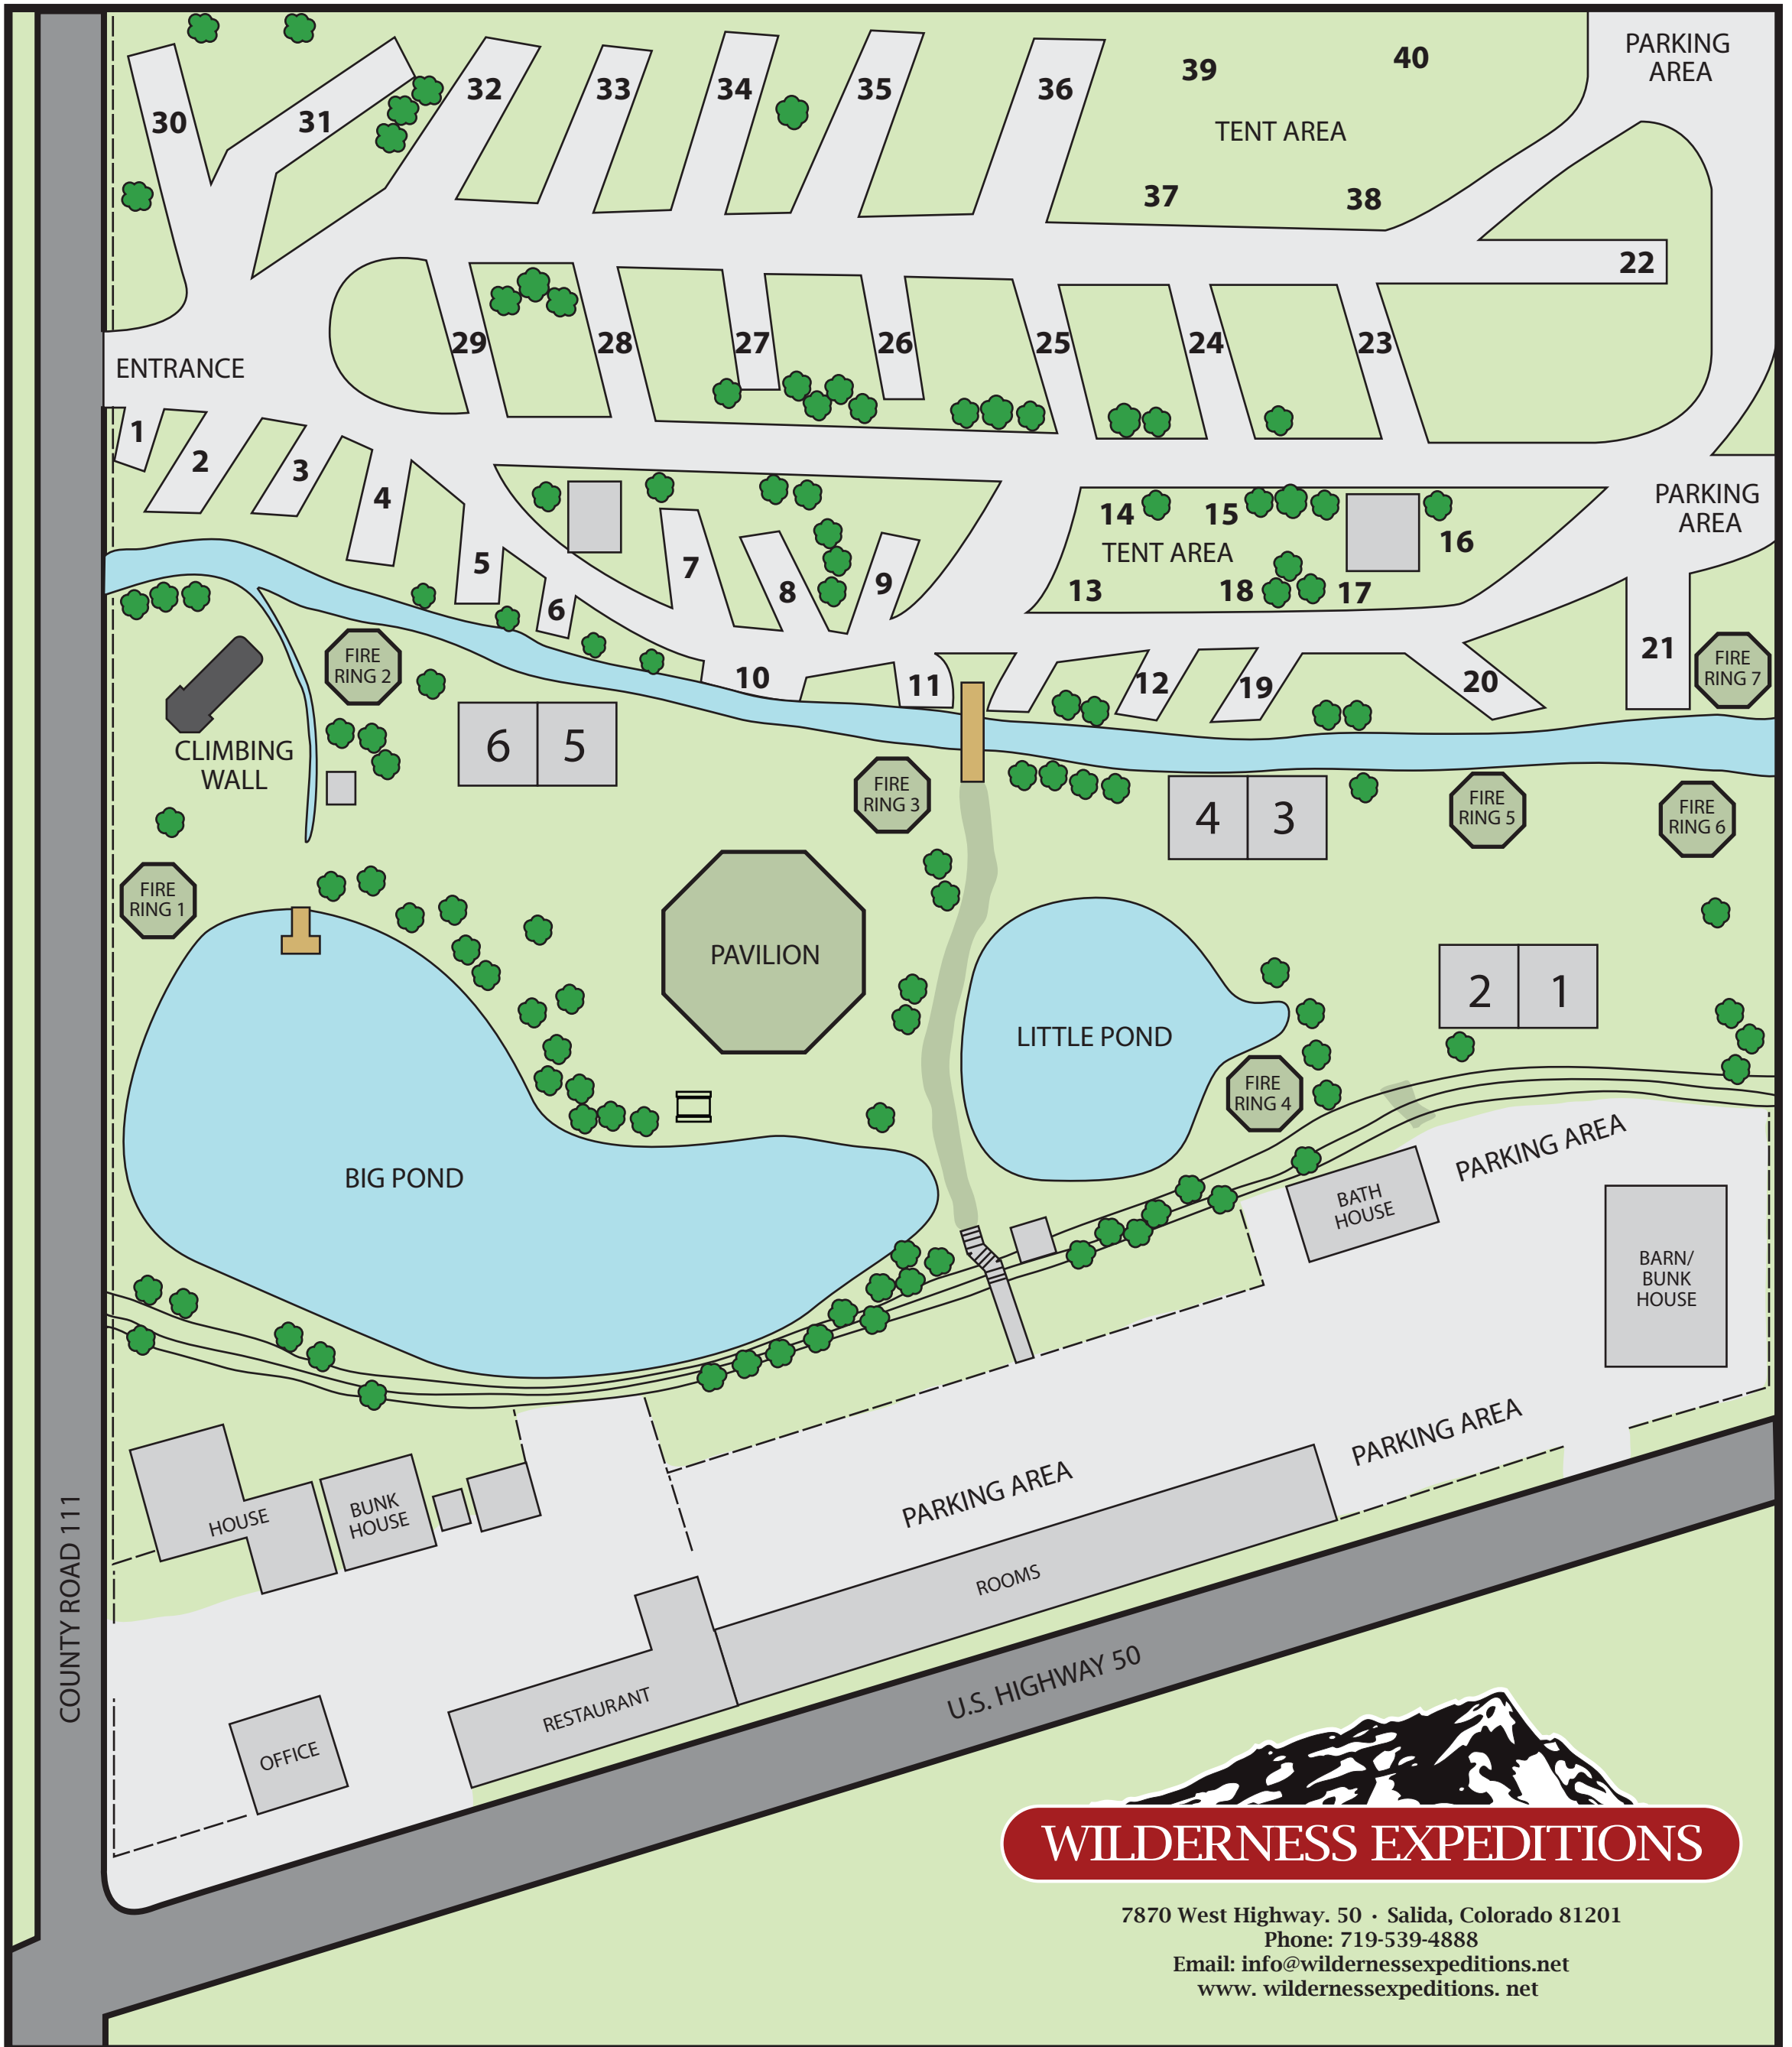 PARKING
AREA
39
40
32
33
34
35
36
30
31
TENT AREA
37
38
22
29
28
27
26
25
24
23
ENTRANCE
1
2
3
4
5
6
7
8
9
10
11
14
15
16
TENT AREA
13
18
17
PARKING
AREA
12
19
20
21
FIRE
RING 7
FIRE
RING 2
CLIMBING
WALL
6
5
FIRE
RING 3
4
3
FIRE
RING 5
FIRE
RING 6
FIRE
RING 1
PAVILION
LITTLE POND
2
1
FIRE
RING 4
BIG POND
PARKING AREA
BATH
HOUSE
BARN/
BUNK
HOUSE
PARKING AREA
PARKING AREA
HOUSE
BUNK
HOUSE
ROOMS
RESTAURANT
OFFICE
COUNTY ROAD 111
U.S. HIGHWAY 50
WILDERNESS EXPEDITIONS
7870 West Highway. 50 · Salida, Colorado 81201
Phone: 719-539-4888
Email: info@wildernessexpeditions.net
www. wildernessexpeditions. net